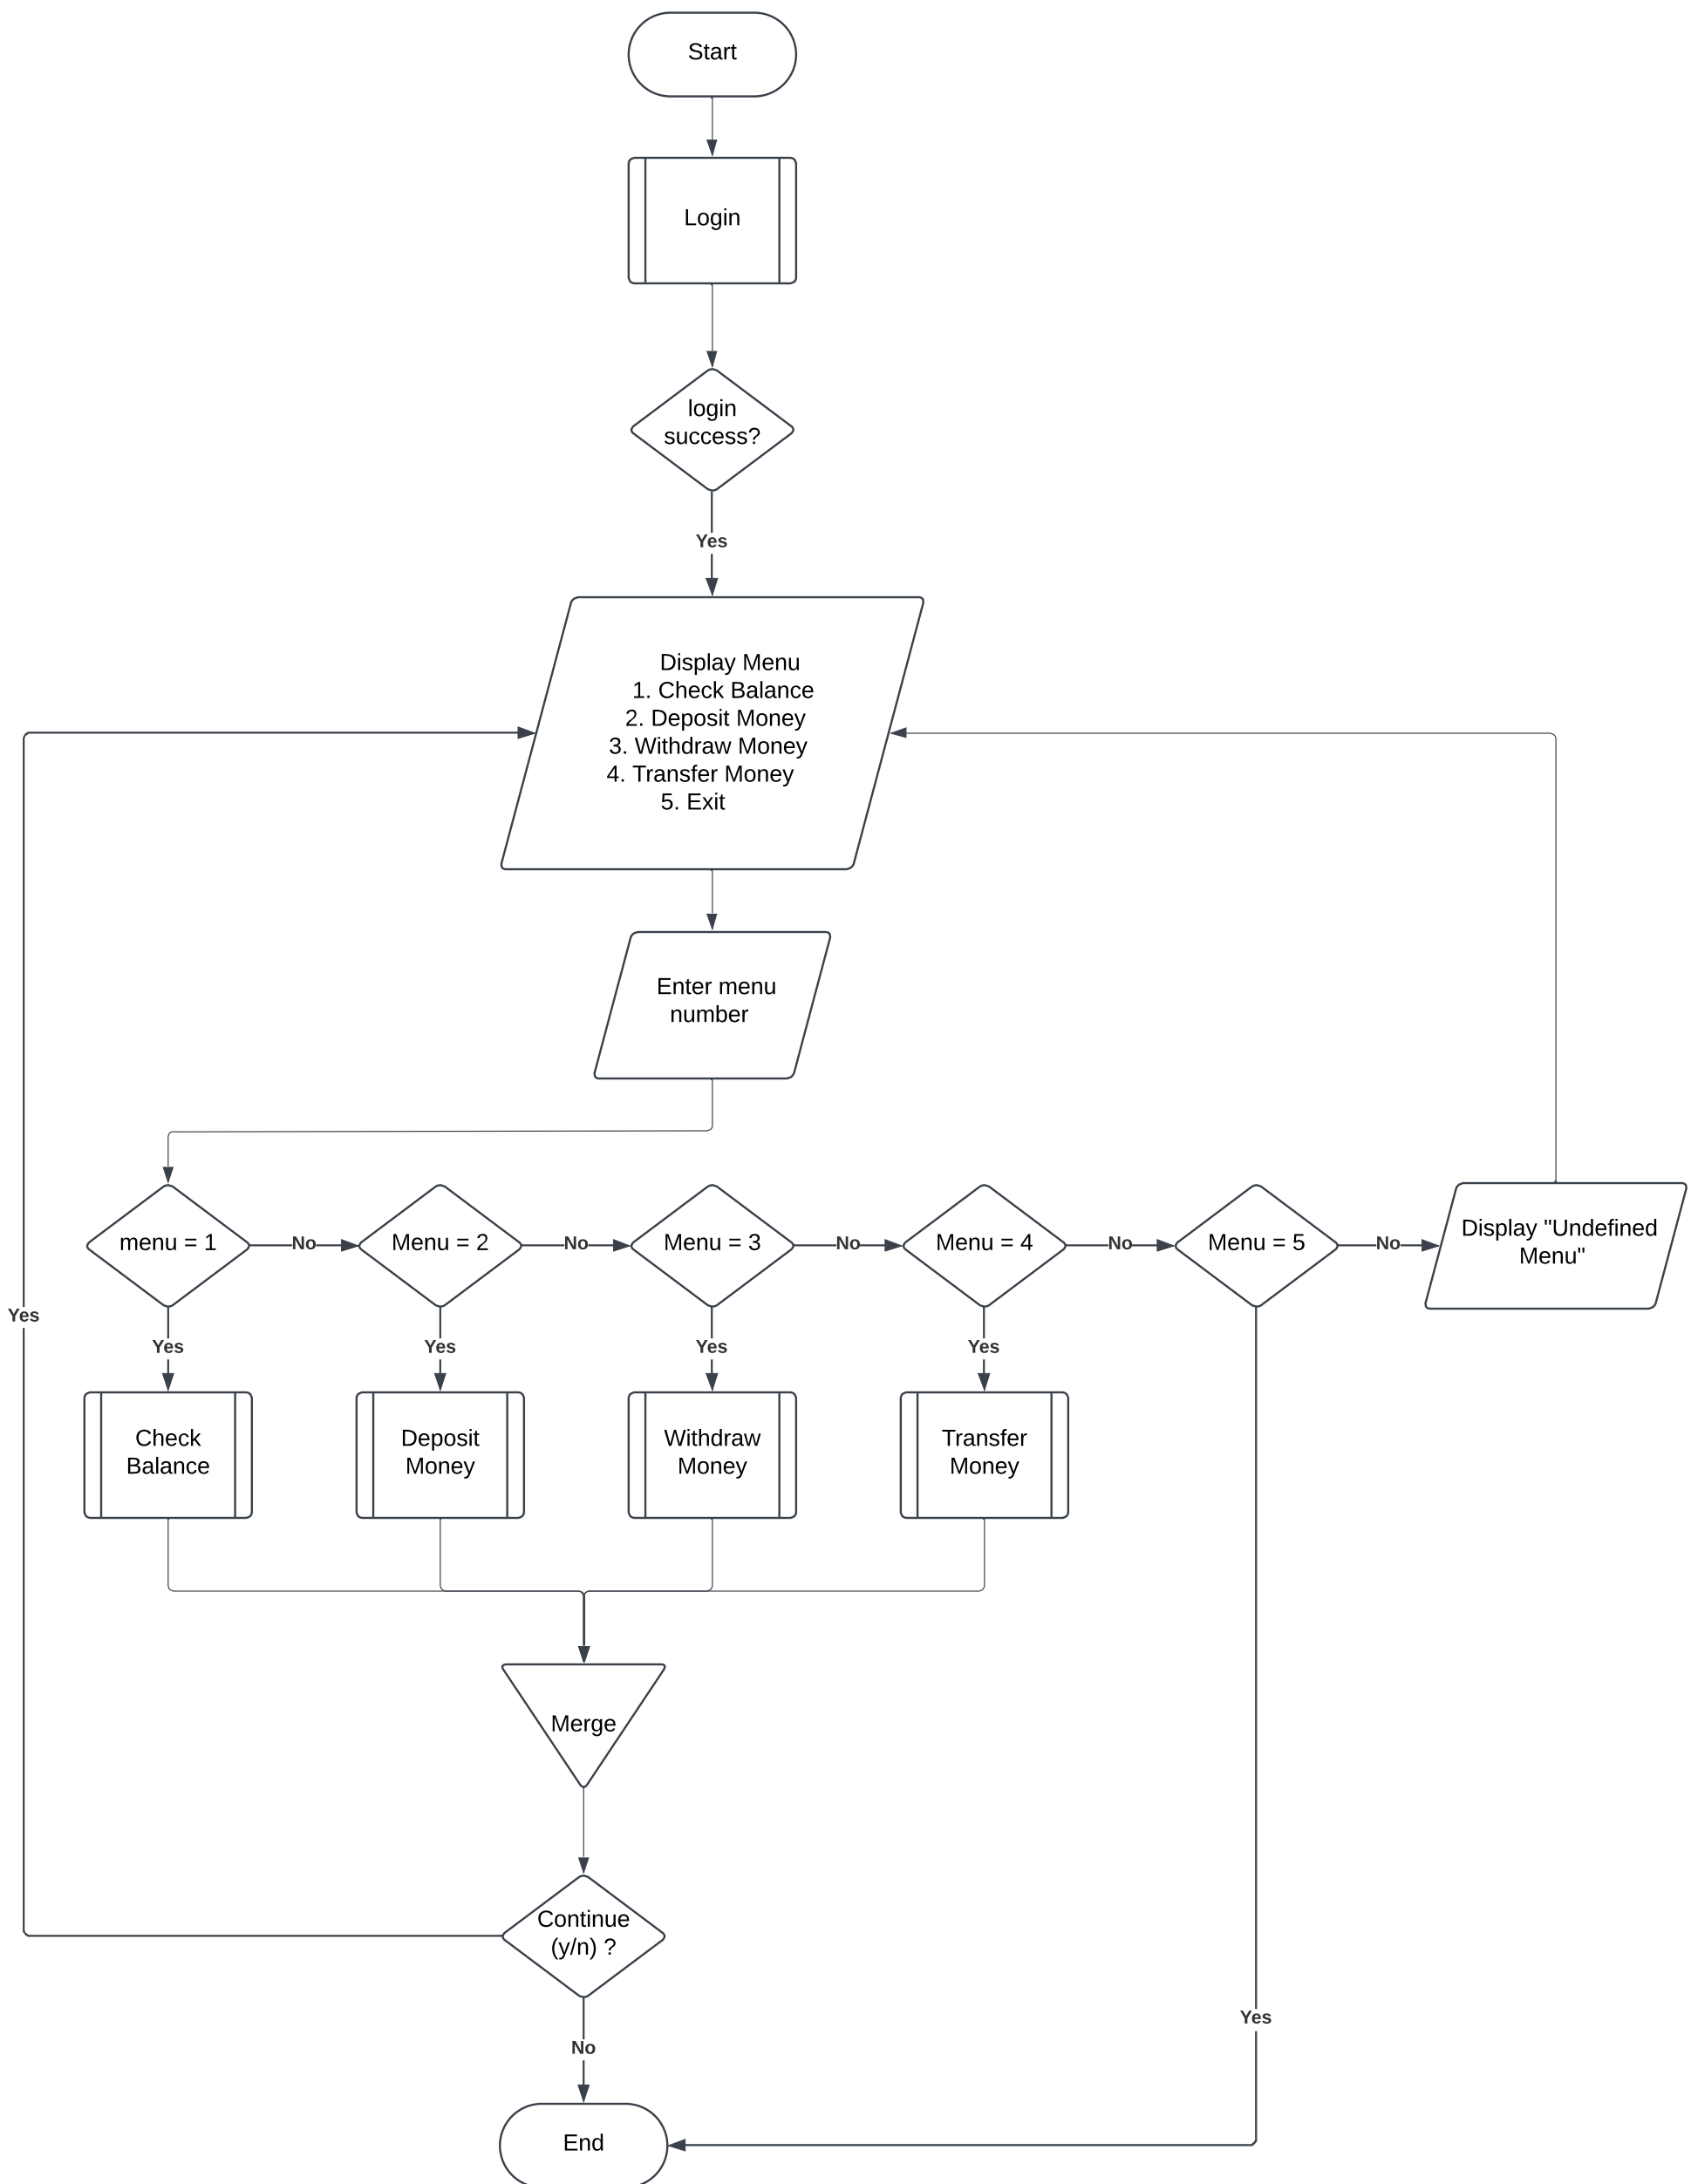 Start
Login
login
success?
Yes
Display Menu
1. Check Balance
2. Deposit Money
3. Withdraw Money
4. Transfer Money
5. Exit
Enter menu
number
menu = 1
No
Menu = 2
No
Menu = 3
No
Menu = 4
No
Menu = 5
No
Display "Undefined
Menu"
Yes
Yes
Yes
Yes
Yes
Check
Balance
Deposit
Money
Withdraw
Money
Transfer
Money
Merge
Continue
(y/n) ?
Yes
No
End